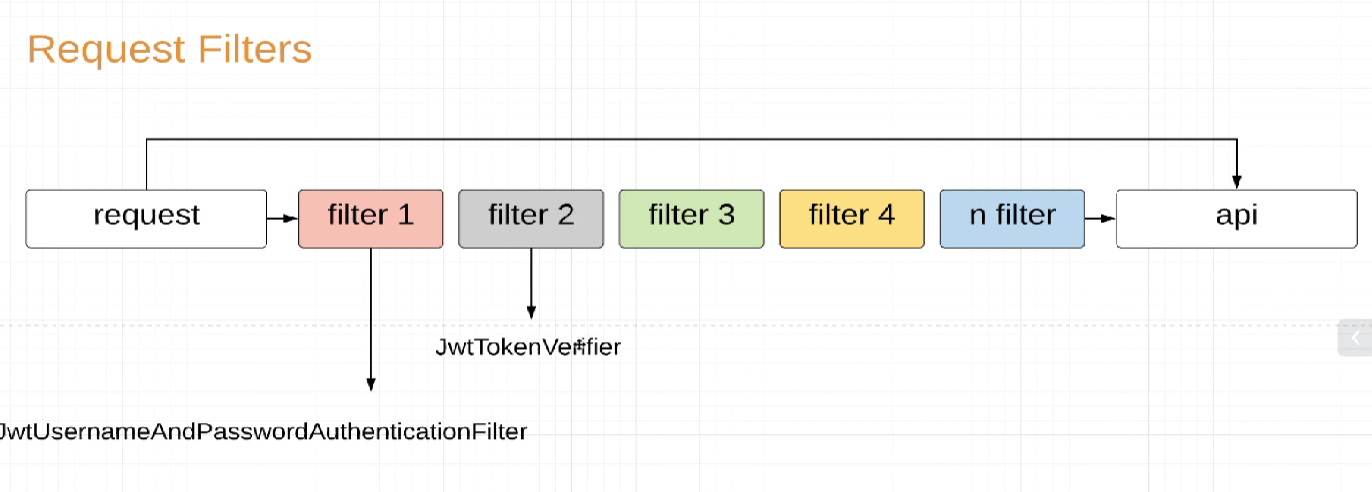 Request Filters
request
filter 1
filter 2
filter 3
filter 4
n filter
api
JwtTokenVerifier
JwtUsernameAndPasswordAuthenticationFilter